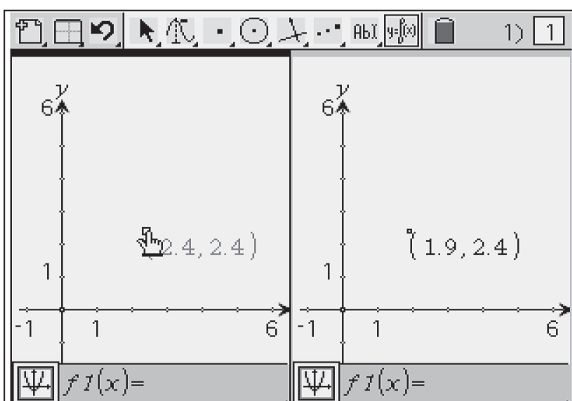 AbI y=f(x) 1) 1
y
6
(2.4, 2.4)
1
-1 1 6
f1(x)=
y
6
(1.9, 2.4)
1
-1 1 6
f1(x)=